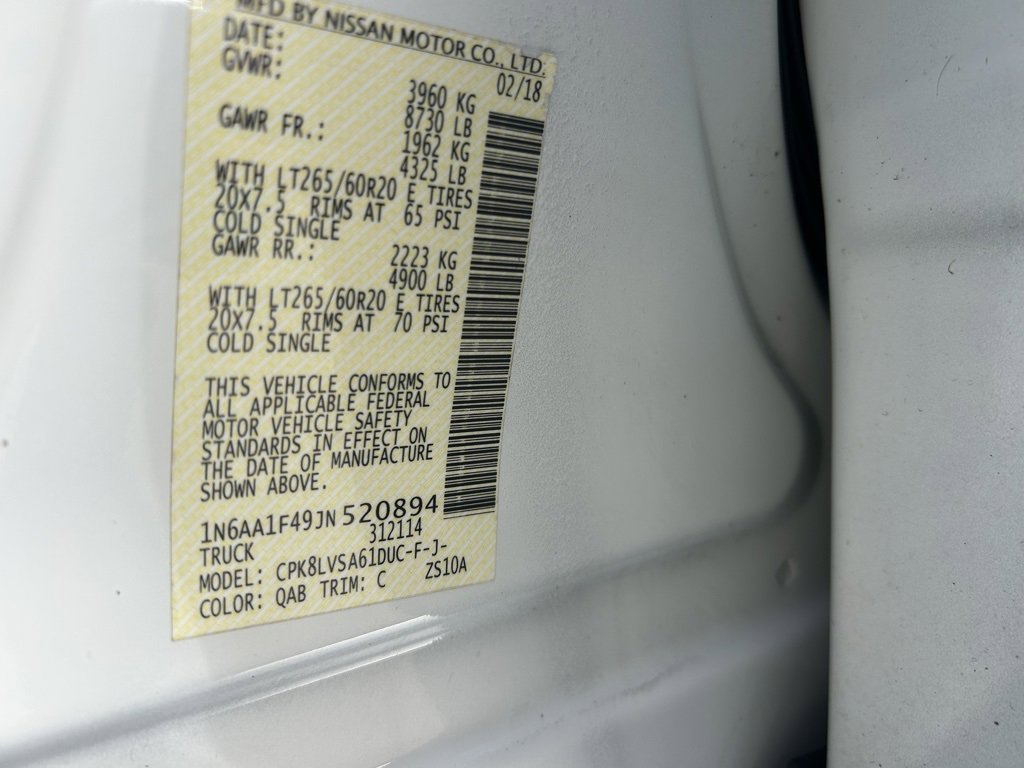 MFD BY NISSAN MOTOR CO., LTD.
DATE: 02/18
GVWR: 3960 KG
8730 LB
GAWR FR.: 1962 KG
4325 LB
WITH LT265/60R20 E TIRES
20X7.5 RIMS AT 65 PSI
COLD SINGLE
GAWR RR.: 2223 KG
4900 LB
WITH LT265/60R20 E TIRES
20X7.5 RIMS AT 70 PSI
COLD SINGLE
THIS VEHICLE CONFORMS TO
ALL APPLICABLE FEDERAL
MOTOR VEHICLE SAFETY
STANDARDS IN EFFECT ON
THE DATE OF MANUFACTURE
SHOWN ABOVE.
1N6AA1F49JN520894
TRUCK 312114
MODEL: CPK8LVSA61DUC-F-J-
COLOR: QAB TRIM: C ZS10A